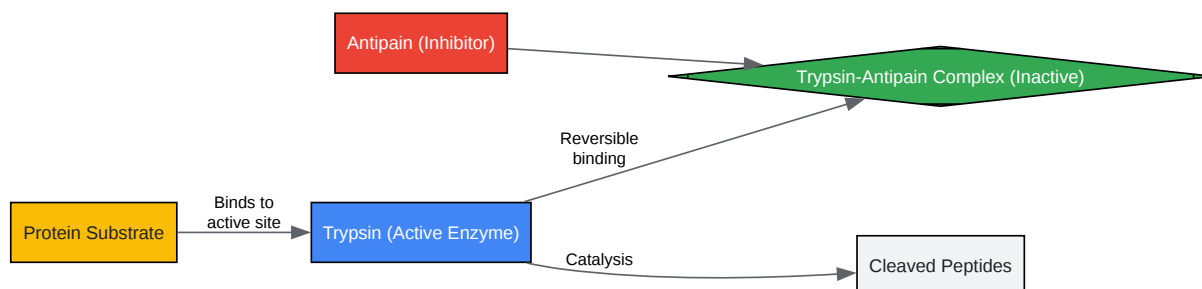 Antipain (Inhibitor)
Trypsin-Antipain Complex (Inactive)
Reversible
binding
Binds to
active site
Protein Substrate
Trypsin (Active Enzyme)
Catalysis
Cleaved Peptides